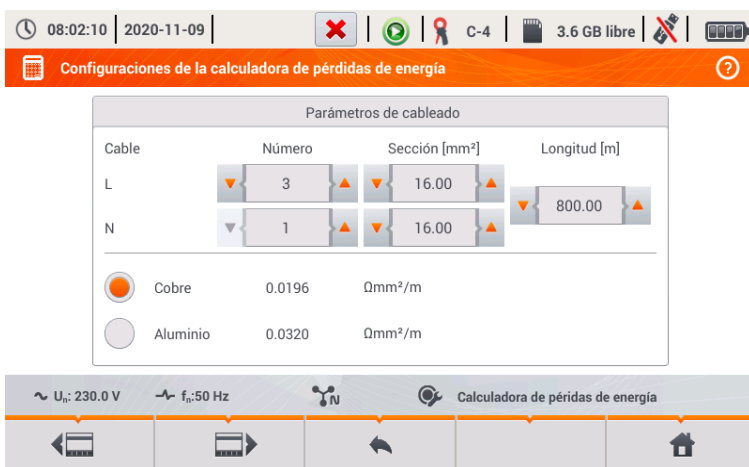 08:02:10 2020-11-09 C-4 3.6 GB libre
Configuraciones de la calculadora de pérdidas de energía ?
Parámetros de cableado
Cable Número Sección [mm²] Longitud [m]
L 3 16.00
800.00
N 1 16.00
Cobre 0.0196 Ωmm²/m
Aluminio 0.0320 Ωmm²/m
Uₙ: 230.0 V fₙ:50 Hz N Calculadora de péridas de energía